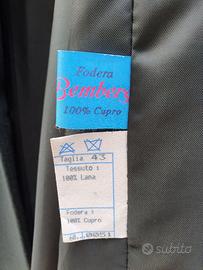 Fodera
Bemberg
100% Cupro
Taglia 43
Tessuto :
100% Lana
Fodera :
100% Cupro
subito